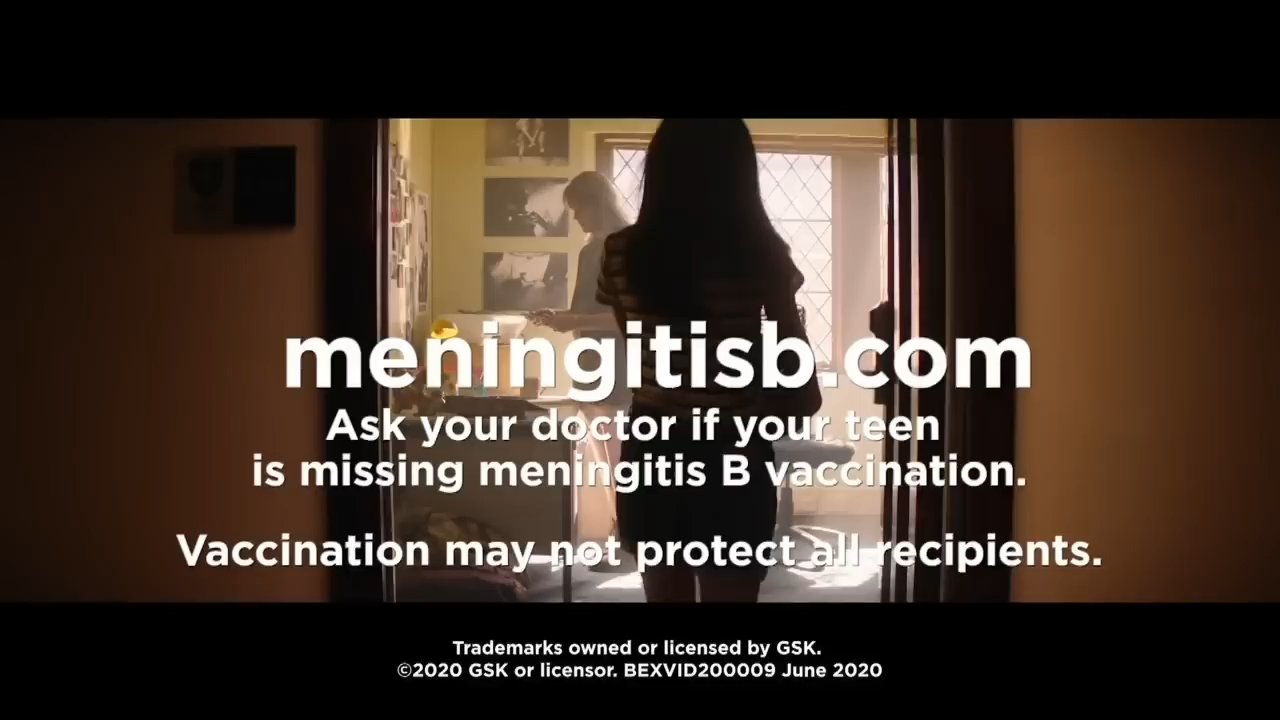 meningitisb.com
Ask your doctor if your teen
is missing meningitis B vaccination.
Vaccination may not protect all recipients.
Trademarks owned or licensed by GSK.
©2020 GSK or licensor. BEXVID200009 June 2020